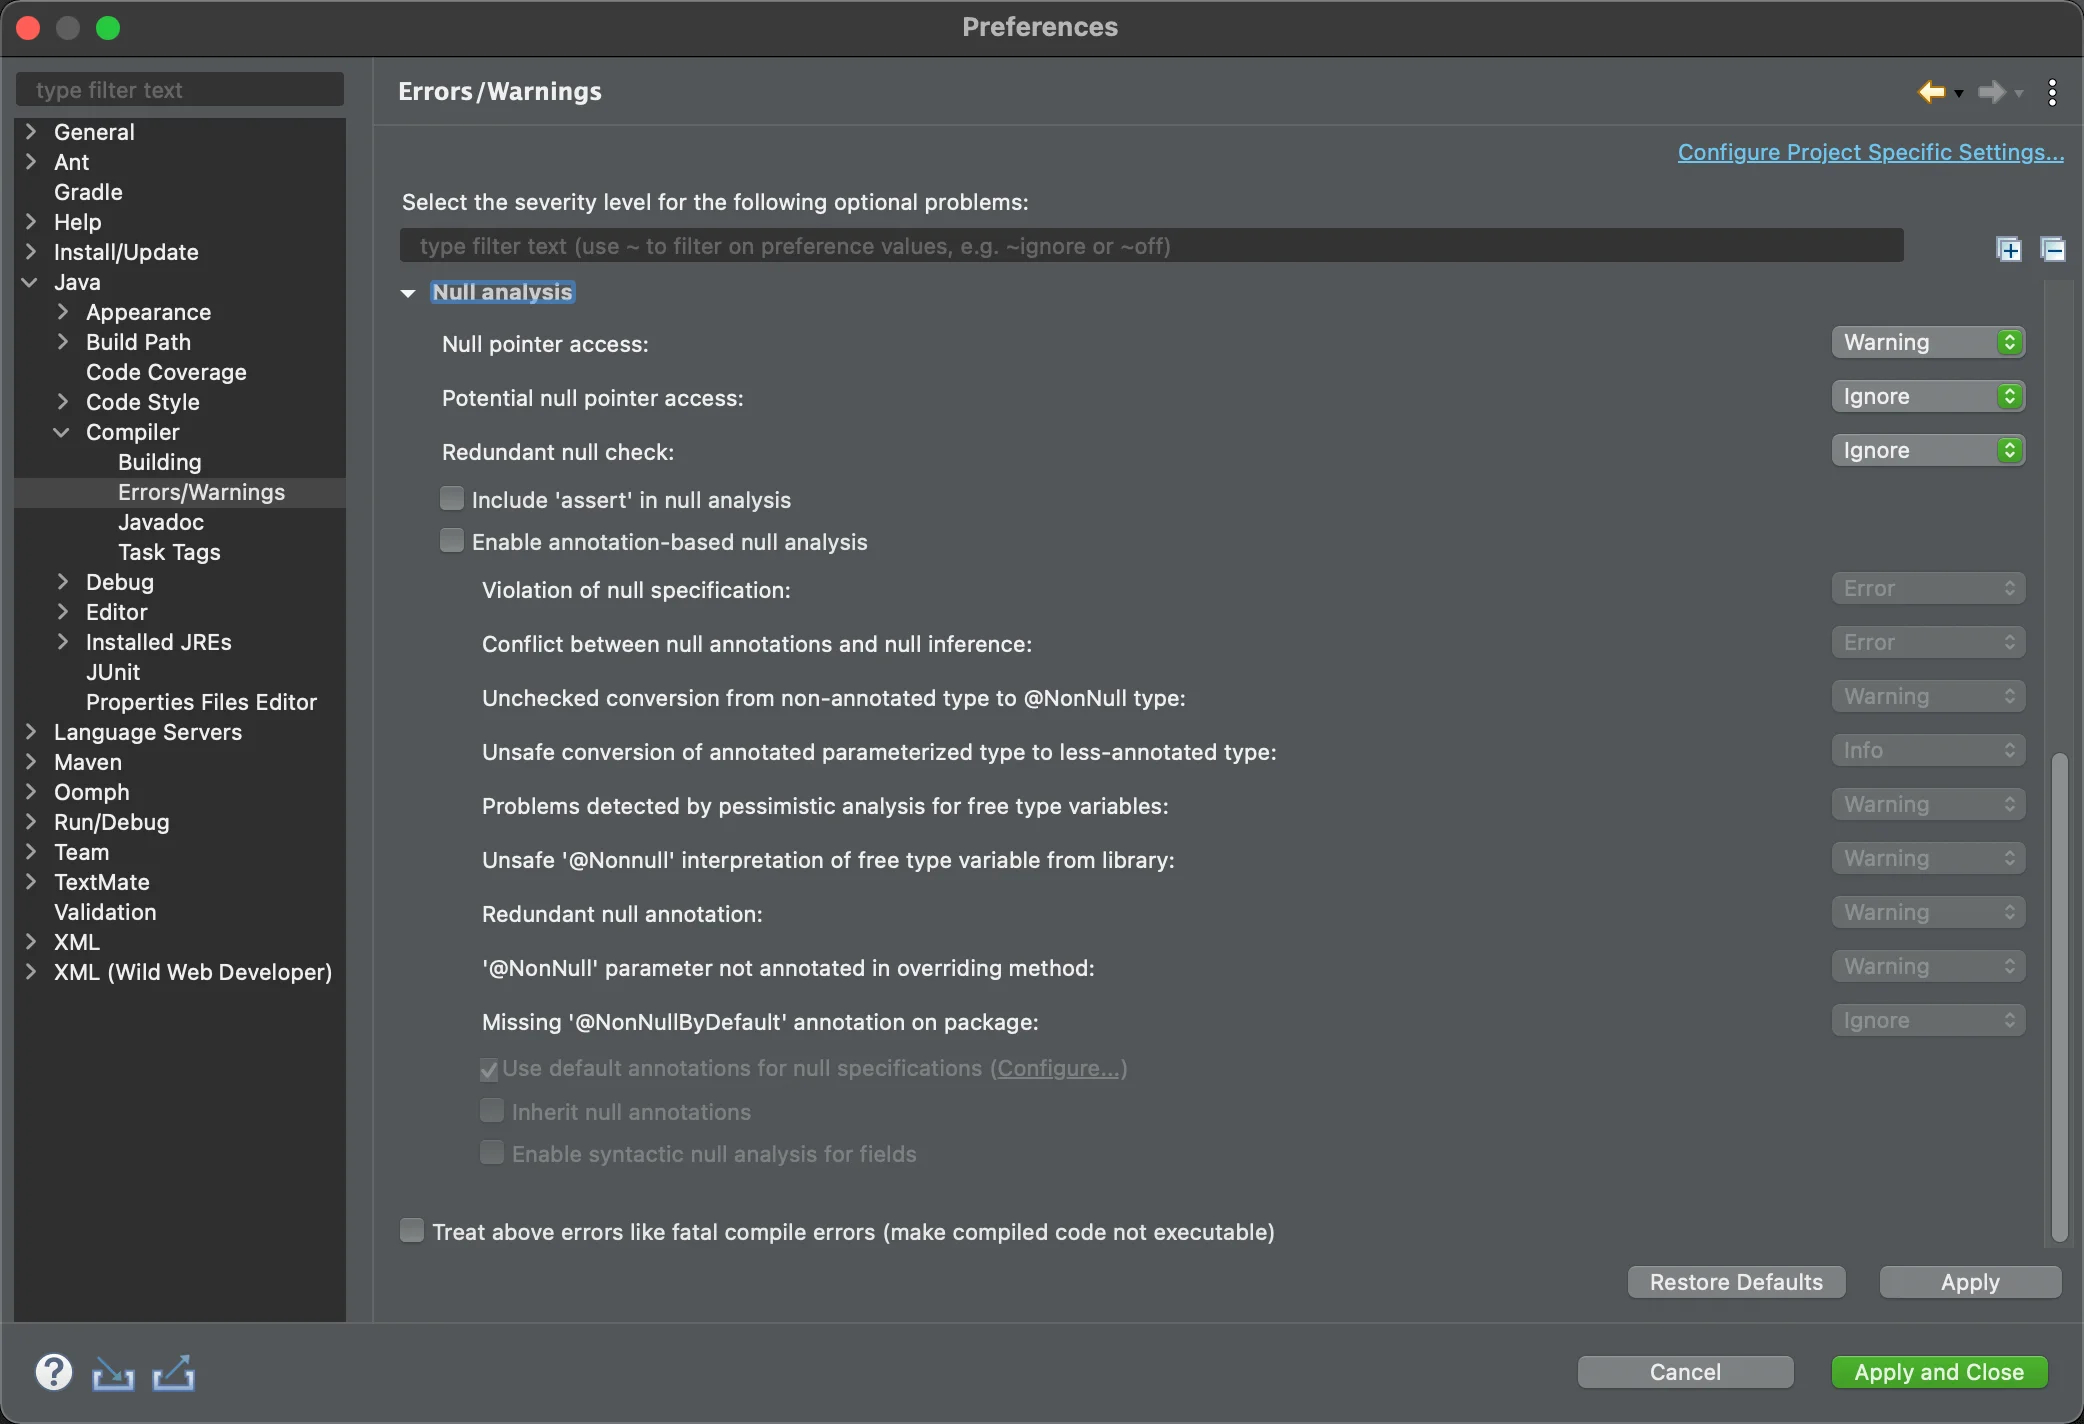 Preferences
type filter text
General
Ant
Gradle
Help
Install/Update
Java
Appearance
Build Path
Code Coverage
Code Style
Compiler
Building
Errors/Warnings
Javadoc
Task Tags
Debug
Editor
Installed JREs
JUnit
Properties Files Editor
Language Servers
Maven
Oomph
Run/Debug
Team
TextMate
Validation
XML
XML (Wild Web Developer)
Errors/Warnings
Configure Project Specific Settings...
Select the severity level for the following optional problems:
type filter text (use ~ to filter on preference values, e.g. ~ignore or ~off)
Null analysis
Null pointer access: Warning
Potential null pointer access: Ignore
Redundant null check: Ignore
Include 'assert' in null analysis
Enable annotation-based null analysis
Violation of null specification: Error
Conflict between null annotations and null inference: Error
Unchecked conversion from non-annotated type to @NonNull type: Warning
Unsafe conversion of annotated parameterized type to less-annotated type: Info
Problems detected by pessimistic analysis for free type variables: Warning
Unsafe '@Nonnull' interpretation of free type variable from library: Warning
Redundant null annotation: Warning
'@NonNull' parameter not annotated in overriding method: Warning
Missing '@NonNullByDefault' annotation on package: Ignore
Use default annotations for null specifications (Configure...)
Inherit null annotations
Enable syntactic null analysis for fields
Treat above errors like fatal compile errors (make compiled code not executable)
Restore Defaults Apply
? Cancel Apply and Close